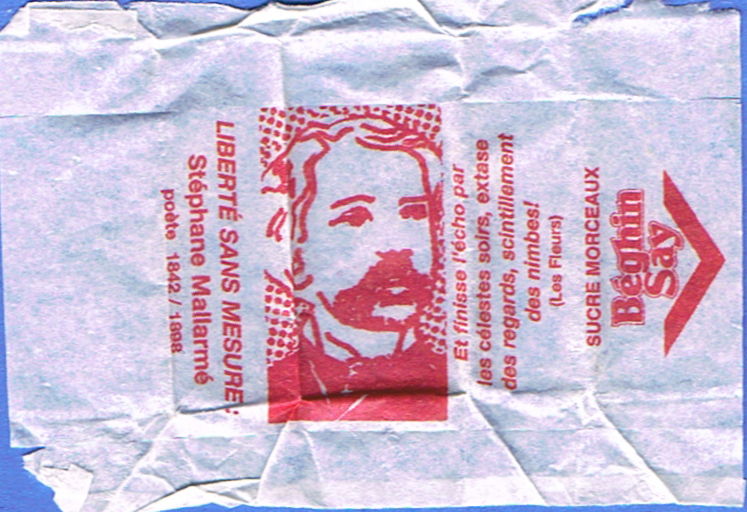 LIBERTÉ SANS MESURE:
Stéphane Mallarmé
poète 1842 / 1898
Et finisse l'écho par
les célestes soirs, extase
des regards, scintillement
des nimbes!
(Les Fleurs)
SUCRE MORCEAUX
Béghin
Say